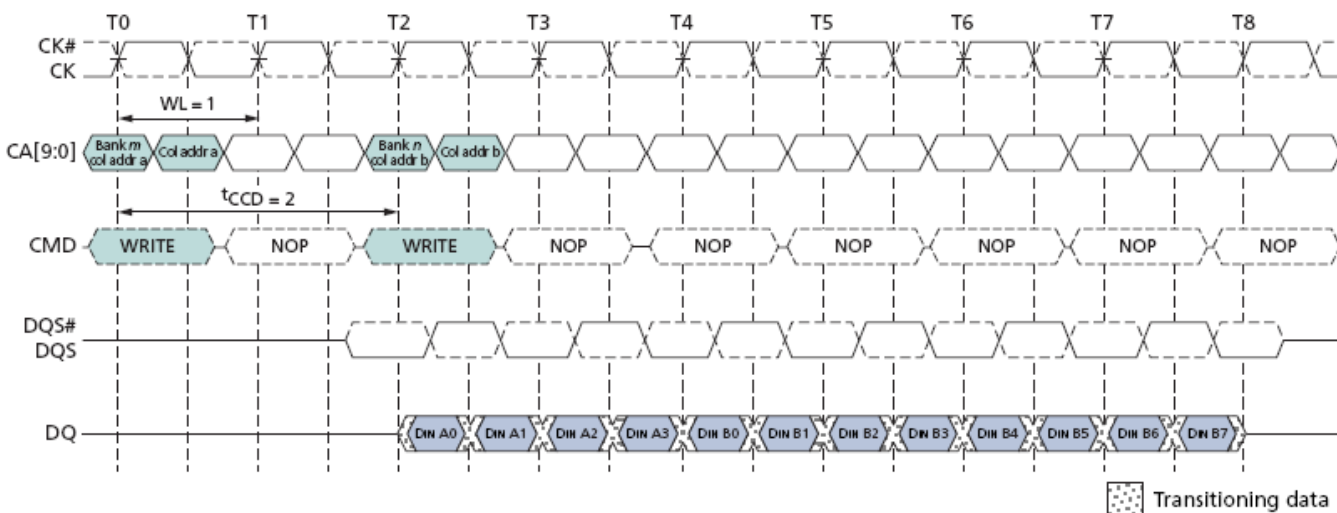 T0 T1 T2 T3 T4 T5 T6 T7 T8
CK#
CK
WL = 1
CA[9:0]
Bank m
col addr a
Col addr a
Bank n
col addr b
Col addr b
tCCD = 2
CMD WRITE NOP WRITE NOP NOP NOP NOP NOP NOP
DQS#
DQS
DQ DIN A0 DIN A1 DIN A2 DIN A3 DIN B0 DIN B1 DIN B2 DIN B3 DIN B4 DIN B5 DIN B6 DIN B7
Transitioning data